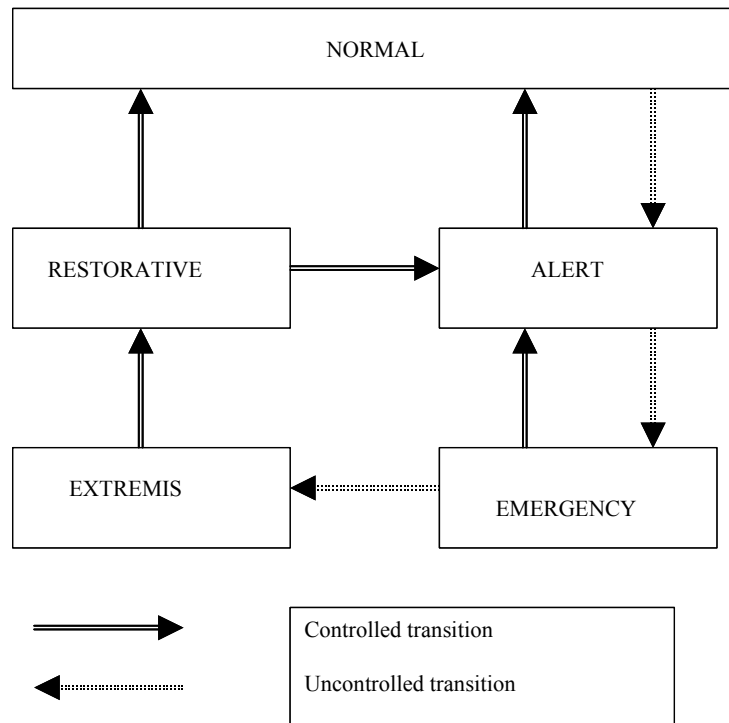 NORMAL
RESTORATIVE
ALERT
EXTREMIS
EMERGENCY
Controlled transition
Uncontrolled transition